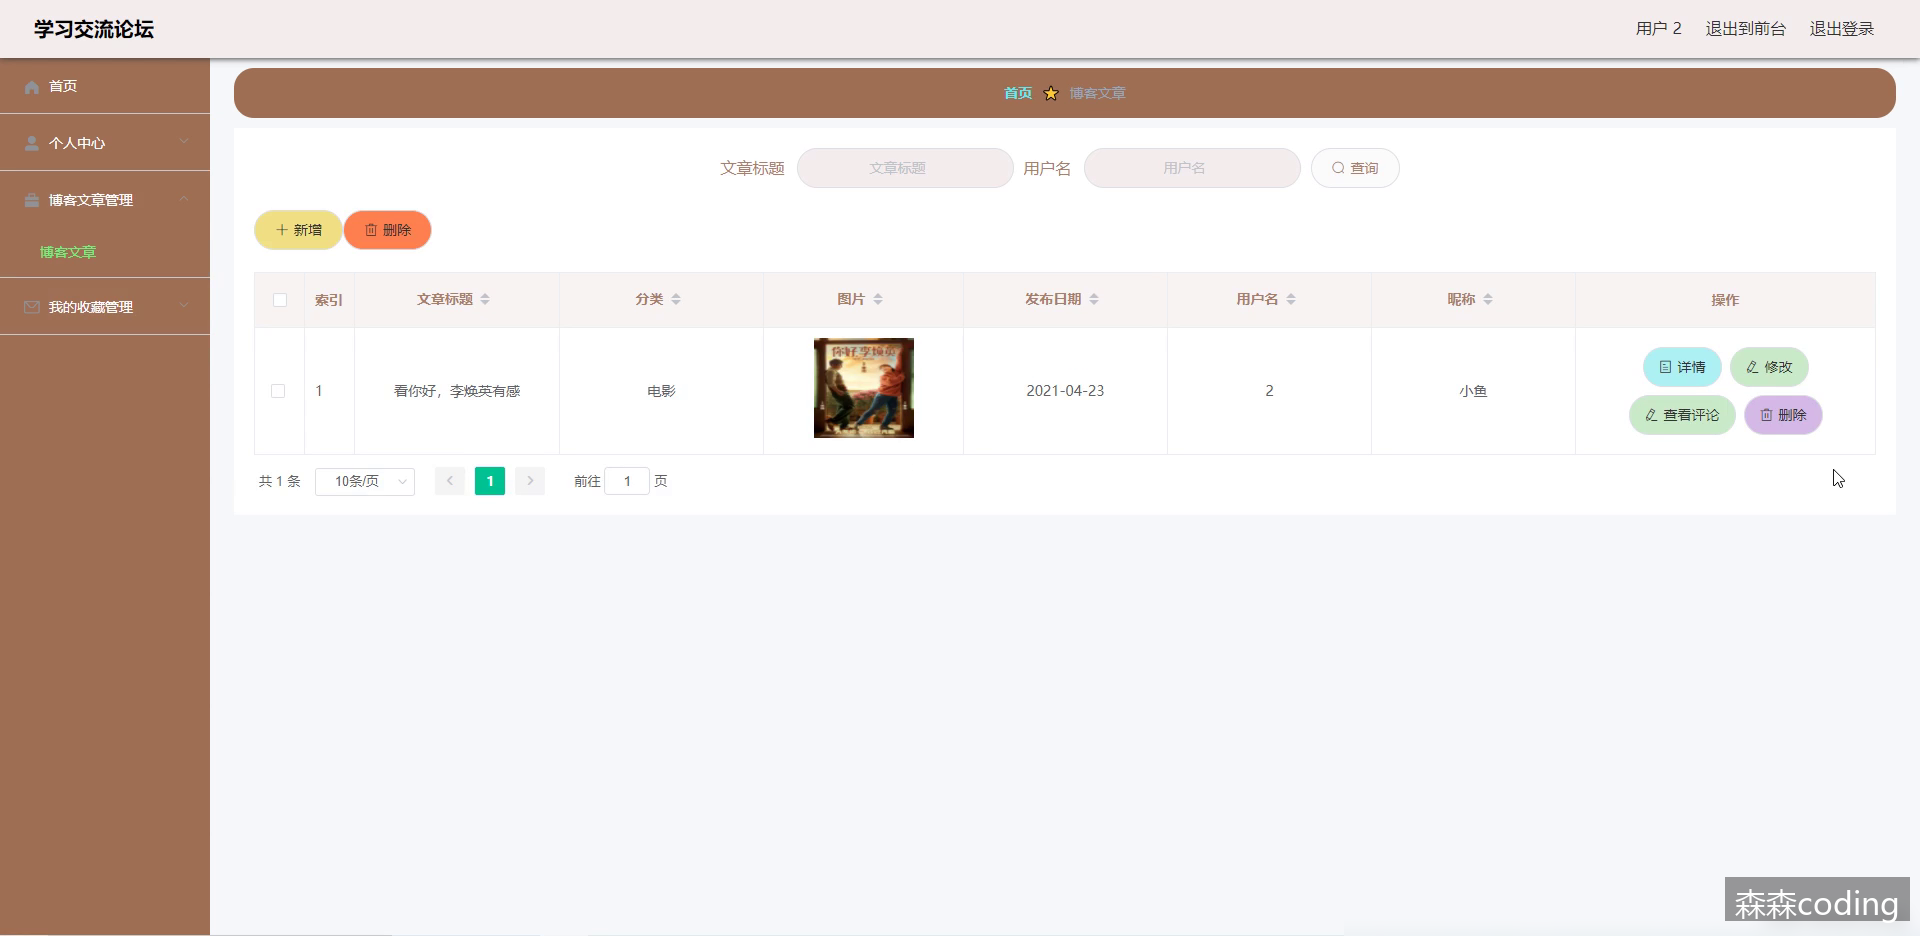 学习交流论坛
用户 2 退出到前台 退出登录
首页
个人中心
博客文章管理
博客文章
我的收藏管理
首页 博客文章
文章标题 文章标题 用户名 用户名 查询
新增 删除
索引 文章标题 分类 图片 发布日期 用户名 昵称 操作
1 看你好，李焕英有感 电影 你好李焕英 2021-04-23 2 小鱼
详情 修改
查看评论 删除
共 1 条 10条/页 1 前往 1 页
森森coding